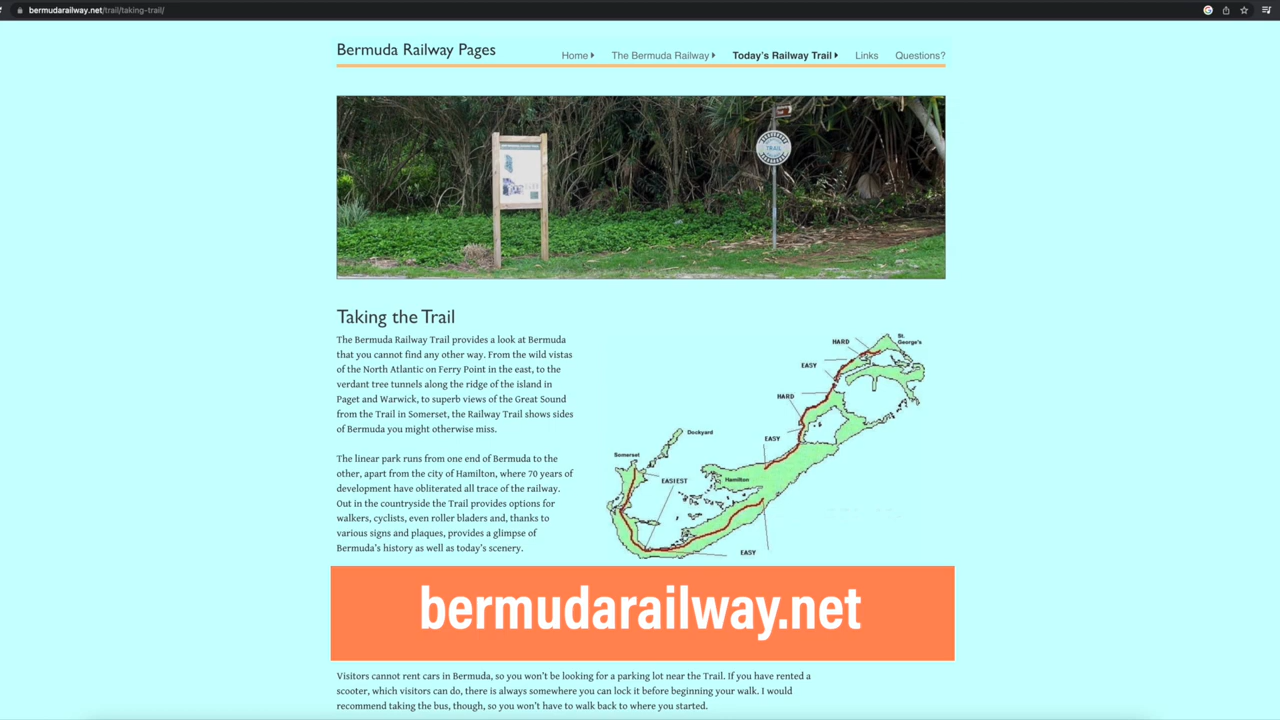 bermudarailway.net/trail/taking-trail/
Bermuda Railway Pages
Home The Bermuda Railway Today's Railway Trail Links Questions?
TRAIL
Taking the Trail
The Bermuda Railway Trail provides a look at Bermuda
that you cannot find any other way. From the wild vistas
of the North Atlantic on Ferry Point in the east, to the
verdant tree tunnels along the ridge of the island in
Paget and Warwick, to superb views of the Great Sound
from the Trail in Somerset, the Railway Trail shows sides
of Bermuda you might otherwise miss.
The linear park runs from one end of Bermuda to the
other, apart from the city of Hamilton, where 70 years of
development have obliterated all trace of the railway.
Out in the countryside the Trail provides options for
walkers, cyclists, even roller bladers and, thanks to
various signs and plaques, provides a glimpse of
Bermuda's history as well as today's scenery.
HARD
St.
George's
EASY
HARD
EASY
Dockyard
Somerset
EASIEST
Hamilton
EASY
bermudarailway.net
Visitors cannot rent cars in Bermuda, so you won't be looking for a parking lot near the Trail. If you have rented a
scooter, which visitors can do, there is always somewhere you can lock it before beginning your walk. I would
recommend taking the bus, though, so you won't have to walk back to where you started.